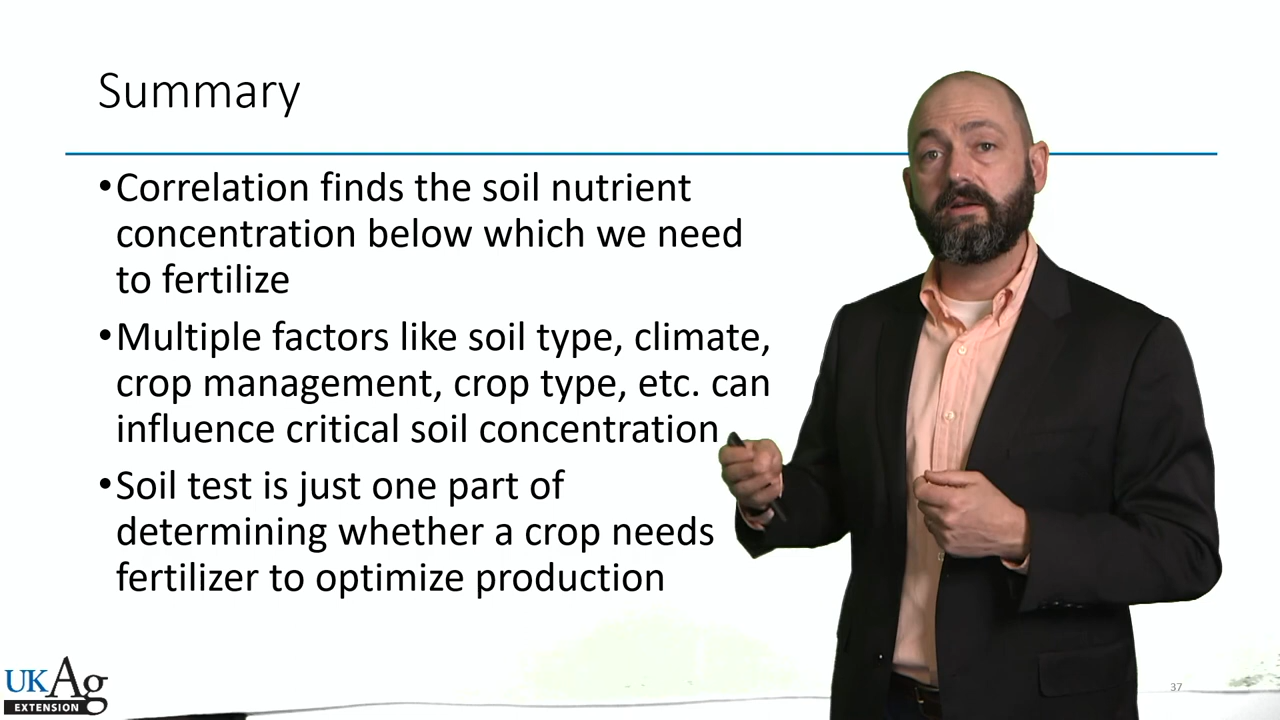 Summary
•Correlation finds the soil nutrient
concentration below which we need
to fertilize
•Multiple factors like soil type, climate,
crop management, crop type, etc. can
influence critical soil concentration
•Soil test is just one part of
determining whether a crop needs
fertilizer to optimize production
UKAg
EXTENSION
37